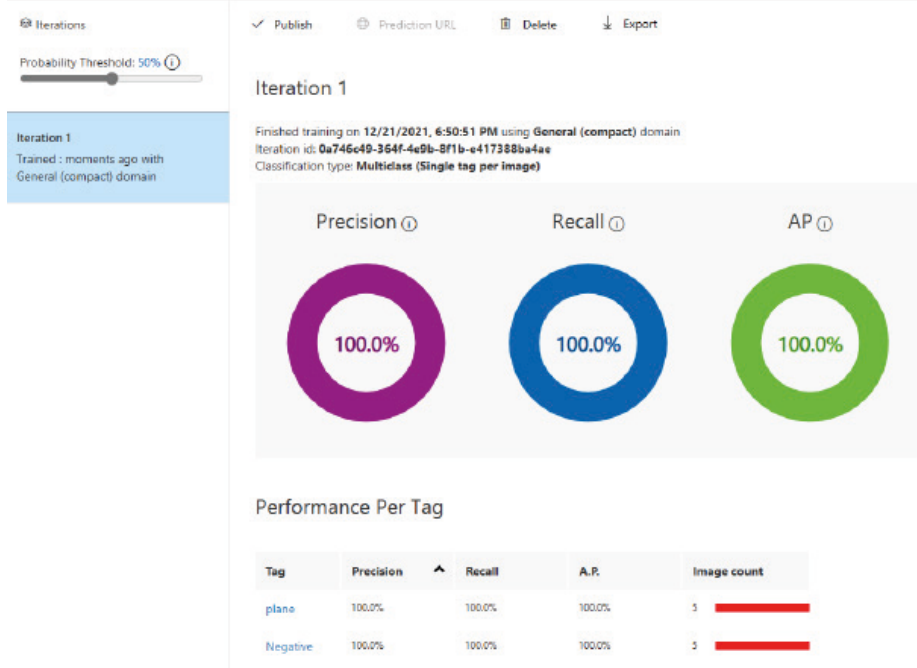 Iterations
Probability Threshold: 50%
Iteration 1
Trained : moments ago with
General (compact) domain
Publish Prediction URL Delete Export
Iteration 1
Finished training on 12/21/2021, 6:50:51 PM using General (compact) domain
Iteration id: 0a746c49-364f-4e9b-8f1b-e417388ba4ae
Classification type: Multiclass (Single tag per image)
Precision Recall AP
100.0% 100.0% 100.0%
Performance Per Tag
Tag Precision Recall A.P. Image count
plane 100.0% 100.0% 100.0% 5
Negative 100.0% 100.0% 100.0% 5